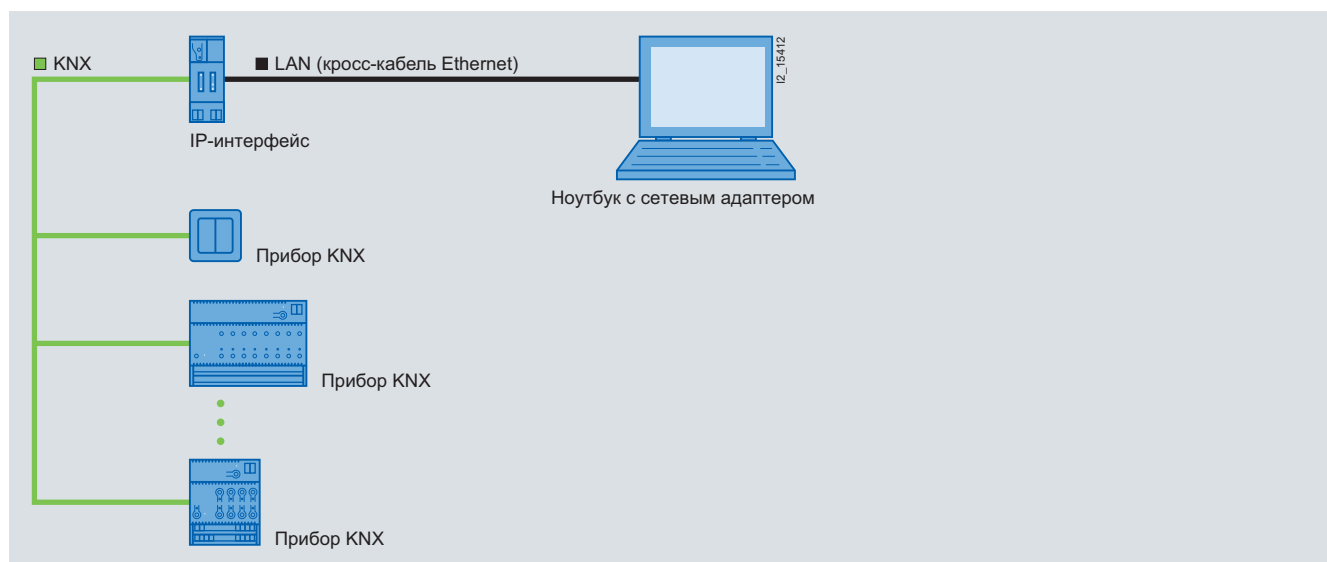 KNX
LAN (кросс-кабель Ethernet)
I2_15412
IP-интерфейс
Ноутбук с сетевым адаптером
Прибор KNX
Прибор KNX
Прибор KNX